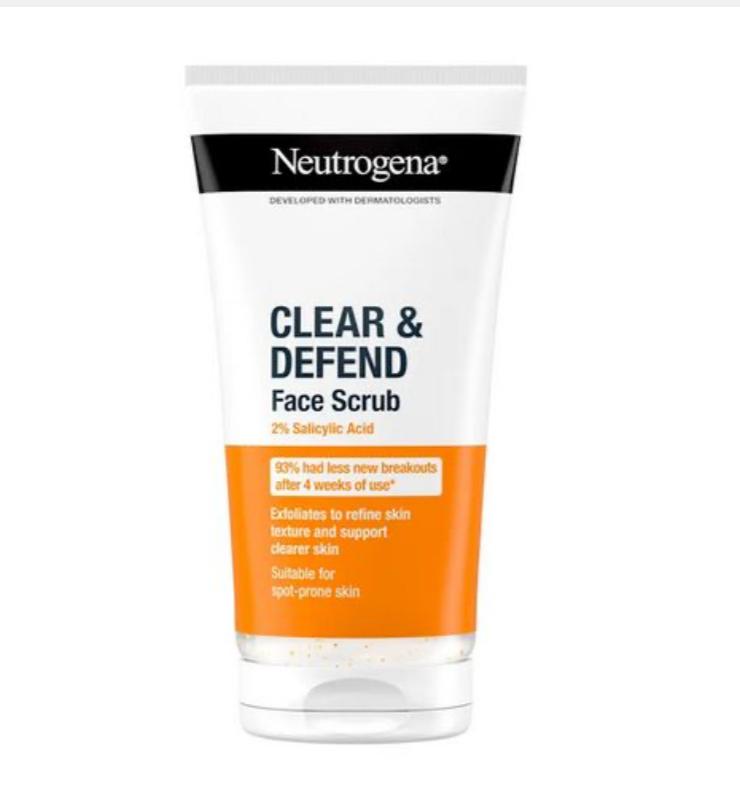 Neutrogena®
DEVELOPED WITH DERMATOLOGISTS
CLEAR &
DEFEND
Face Scrub
2% Salicylic Acid
93% had less new breakouts
after 4 weeks of use*
Exfoliates to refine skin
texture and support
clearer skin
Suitable for
spot-prone skin